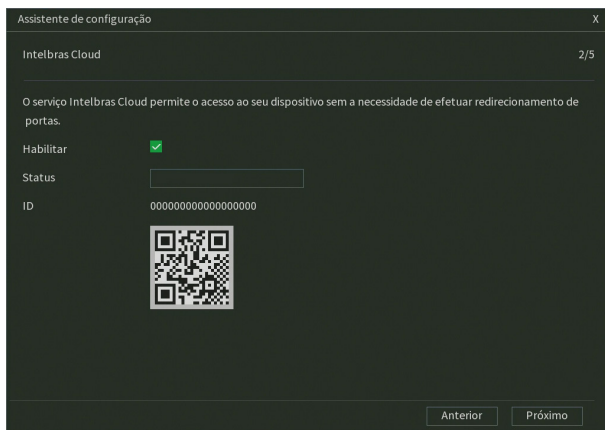 Assistente de configuração X
Intelbras Cloud 2/5
O serviço Intelbras Cloud permite o acesso ao seu dispositivo sem a necessidade de efetuar redirecionamento de
portas.
Habilitar
Status
ID 000000000000000000
Anterior Próximo